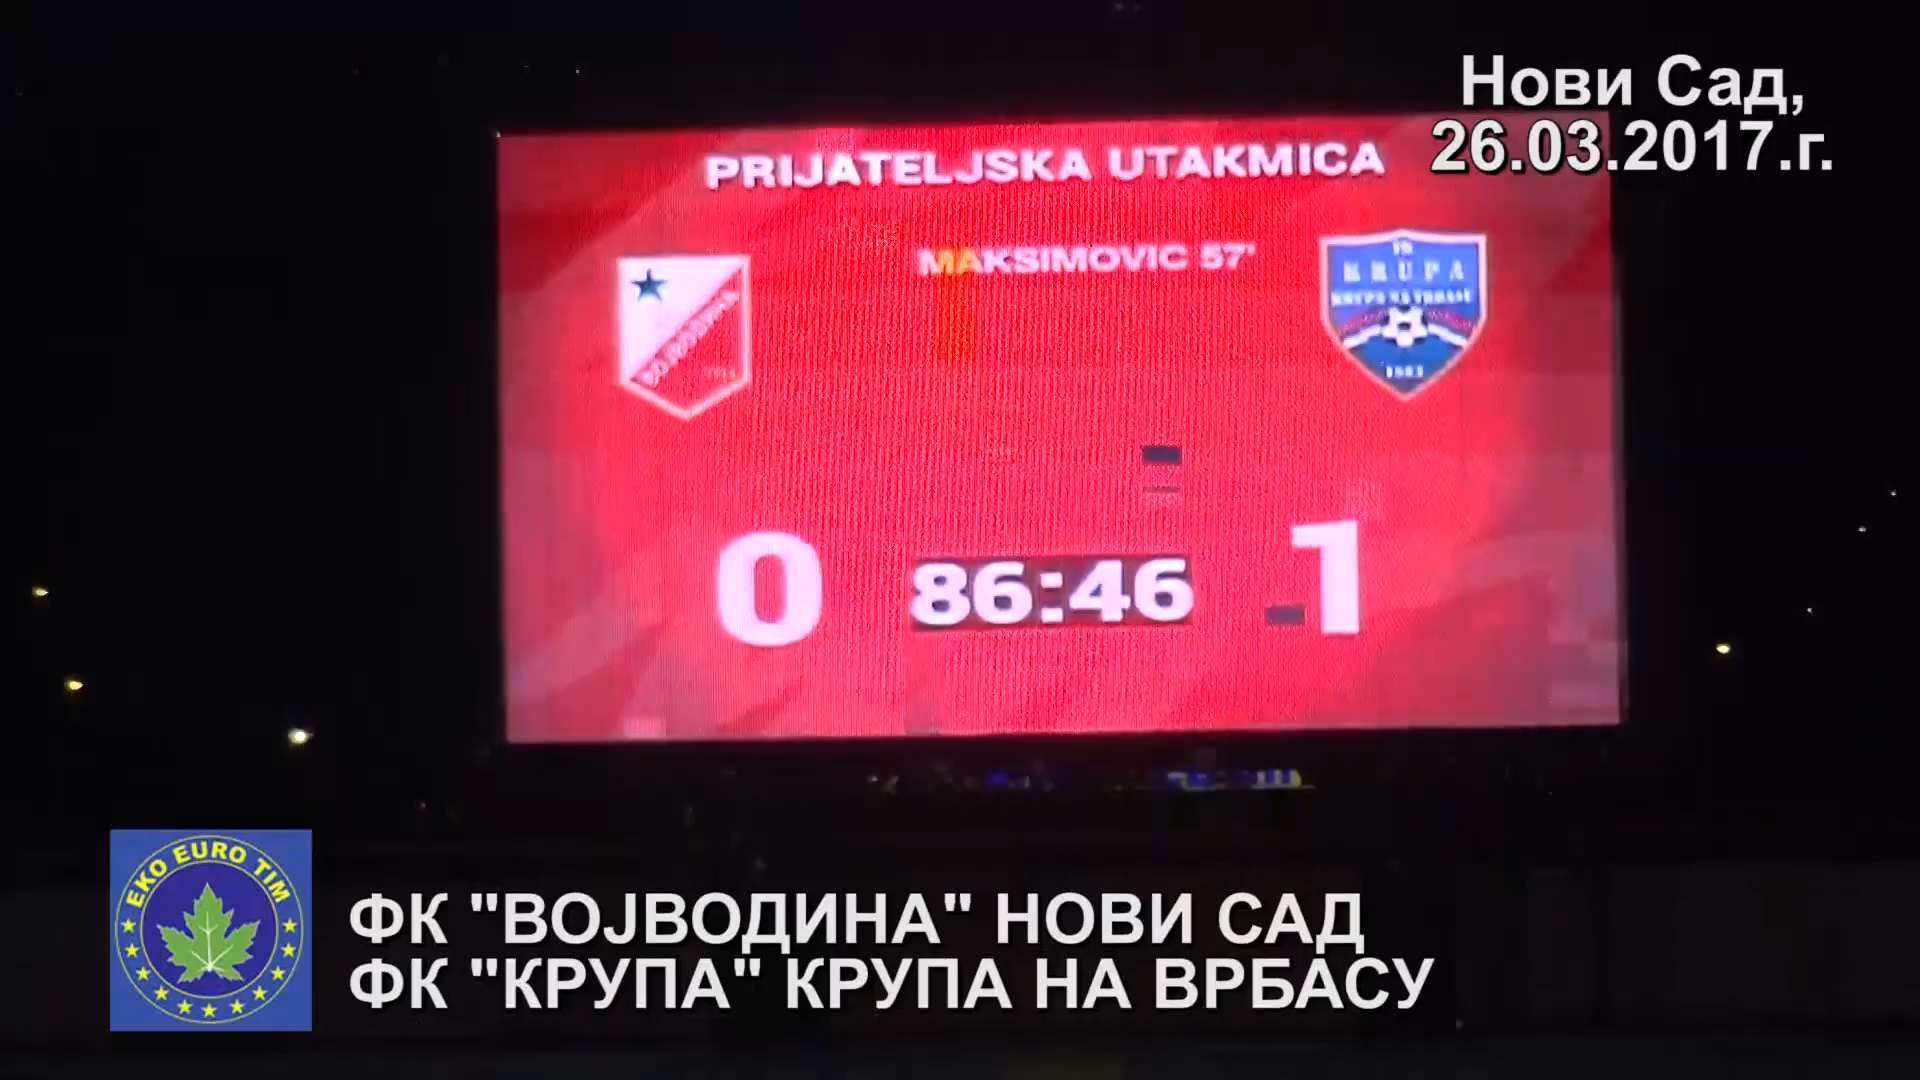 Нови Сад,
26.03.2017.г.
PRIJATELJSKA UTAKMICA
MAKSIMOVIC 57'
ВОЈВОДИНА
KRUPA
0
86:46
1
EKO EURO TIM
ФК "ВОЈВОДИНА" НОВИ САД
ФК "КРУПА" КРУПА НА ВРБАСУ